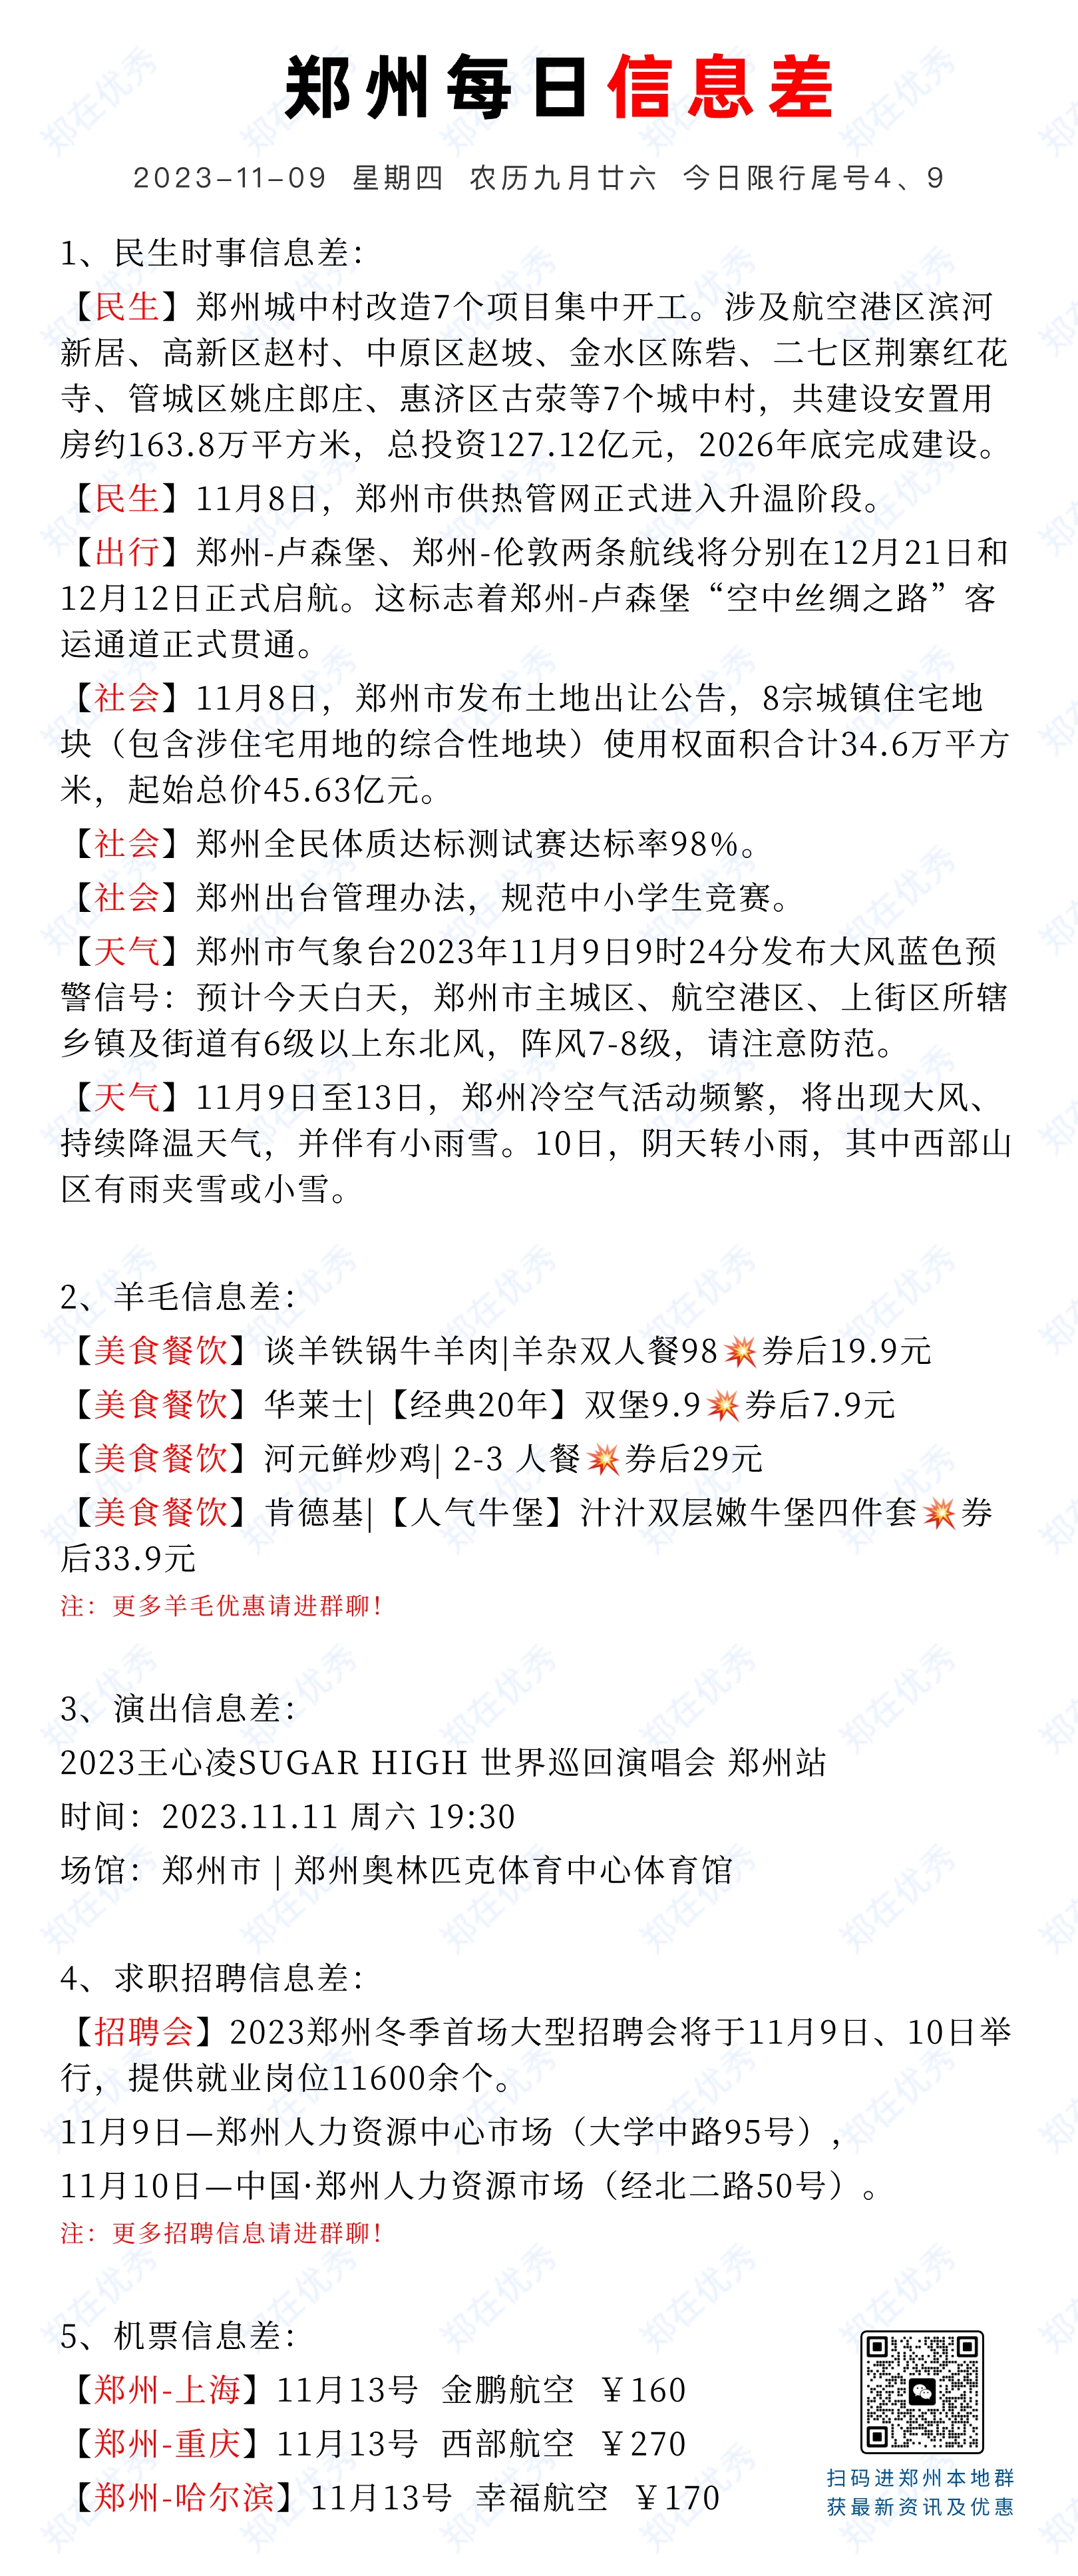 郑州每日信息差
2023-11-09 星期四 农历九月廿六 今日限行尾号4、9
1、民生时事信息差：
【民生】郑州城中村改造7个项目集中开工。涉及航空港区滨河
新居、高新区赵村、中原区赵坡、金水区陈砦、二七区荆寨红花
寺、管城区姚庄郎庄、惠济区古荥等7个城中村，共建设安置用
房约163.8万平方米，总投资127.12亿元，2026年底完成建设。
【民生】11月8日，郑州市供热管网正式进入升温阶段。
【出行】郑州-卢森堡、郑州-伦敦两条航线将分别在12月21日和
12月12日正式启航。这标志着郑州-卢森堡“空中丝绸之路”客
运通道正式贯通。
【社会】11月8日，郑州市发布土地出让公告，8宗城镇住宅地
块（包含涉住宅用地的综合性地块）使用权面积合计34.6万平方
米，起始总价45.63亿元。
【社会】郑州全民体质达标测试赛达标率98%。
【社会】郑州出台管理办法，规范中小学生竞赛。
【天气】郑州市气象台2023年11月9日9时24分发布大风蓝色预
警信号：预计今天白天，郑州市主城区、航空港区、上街区所辖
乡镇及街道有6级以上东北风，阵风7-8级，请注意防范。
【天气】11月9日至13日，郑州冷空气活动频繁，将出现大风、
持续降温天气，并伴有小雨雪。10日，阴天转小雨，其中西部山
区有雨夹雪或小雪。
2、羊毛信息差：
【美食餐饮】谈羊铁锅牛羊肉|羊杂双人餐98💥券后19.9元
【美食餐饮】华莱士|【经典20年】双堡9.9💥券后7.9元
【美食餐饮】河元鲜炒鸡| 2-3 人餐💥券后29元
【美食餐饮】肯德基|【人气牛堡】汁汁双层嫩牛堡四件套💥券
后33.9元
注：更多羊毛优惠请进群聊！
3、演出信息差：
2023王心凌SUGAR HIGH 世界巡回演唱会 郑州站
时间：2023.11.11 周六 19:30
场馆：郑州市 | 郑州奥林匹克体育中心体育馆
4、求职招聘信息差：
【招聘会】2023郑州冬季首场大型招聘会将于11月9日、10日举
行，提供就业岗位11600余个。
11月9日—郑州人力资源中心市场（大学中路95号），
11月10日—中国·郑州人力资源市场（经北二路50号）。
注：更多招聘信息请进群聊！
5、机票信息差：
【郑州-上海】11月13号 金鹏航空 ￥160
【郑州-重庆】11月13号 西部航空 ￥270
【郑州-哈尔滨】11月13号 幸福航空 ￥170
扫码进郑州本地群
获最新资讯及优惠
郑在优秀